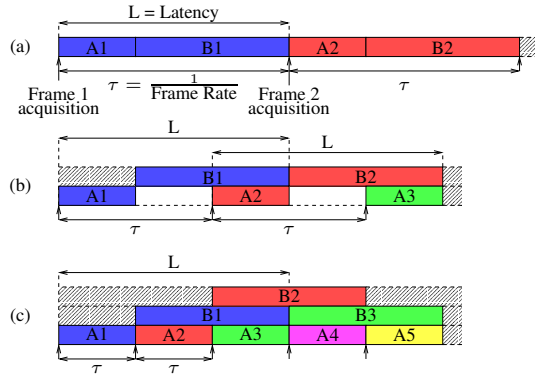 L = Latency
(a) A1 B1 A2 B2
τ = 1/Frame Rate τ
Frame 1 acquisition
Frame 2 acquisition
L
L
(b) B1 B2
A1 A2 A3
τ τ
L
B2
(c) B1 B3
A1 A2 A3 A4 A5
τ τ